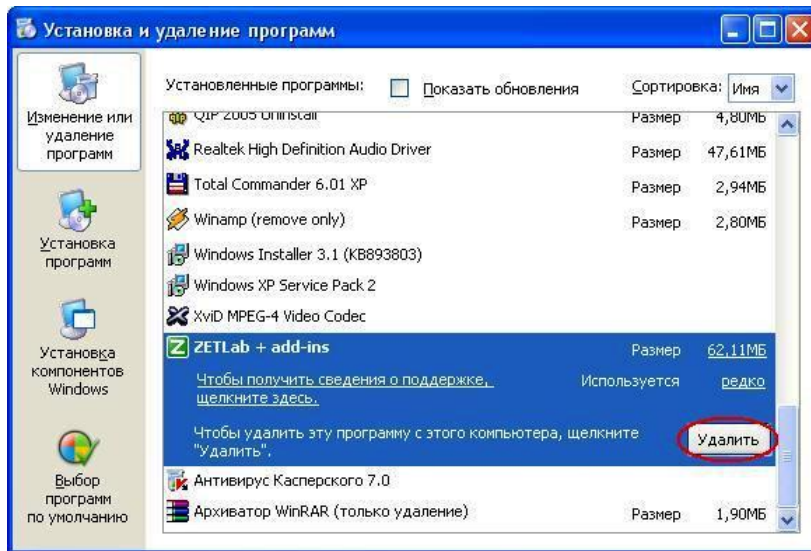 Установка и удаление программ
Изменение или
удаление
программ
Установка
программ
Установка
компонентов
Windows
Выбор
программ
по умолчанию
Установленные программы: Показать обновления Сортировка: Имя
QIP 2005 Uninstall Размер 4,80МБ
Realtek High Definition Audio Driver Размер 47,61МБ
Total Commander 6.01 XP Размер 2,94МБ
Winamp (remove only) Размер 2,80МБ
Windows Installer 3.1 (KB893803)
Windows XP Service Pack 2
XviD MPEG-4 Video Codec
ZETLab + add-ins Размер 62,11МБ
Чтобы получить сведения о поддержке, Используется редко
щелкните здесь.
Чтобы удалить эту программу с этого компьютера, щелкните Удалить
"Удалить".
Антивирус Касперского 7.0
Архиватор WinRAR (только удаление) Размер 1,90МБ